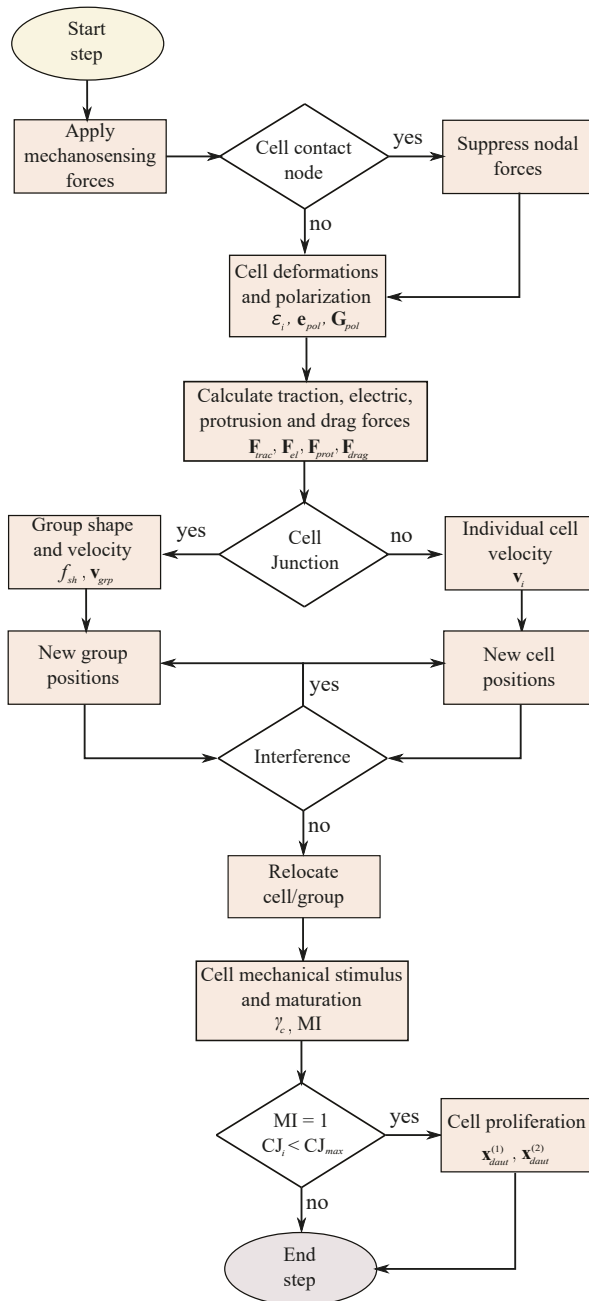 Start
step
Apply
mechanosensing
forces
Cell contact
node
yes
Suppress nodal
forces
no
Cell deformations
and polarization
ε_i , e_pol , G_pol
Calculate traction, electric,
protrusion and drag forces
F_trac, F_el , F_prot, F_drag
Group shape
and velocity
f_sh , v_grp
yes
Cell
Junction
no
Individual cell
velocity
v_i
New group
positions
yes
New cell
positions
Interference
no
Relocate
cell/group
Cell mechanical stimulus
and maturation
γ_c , MI
MI = 1
CJ_i < CJ_max
yes
Cell proliferation
x_daut^(1) , x_daut^(2)
no
End
step